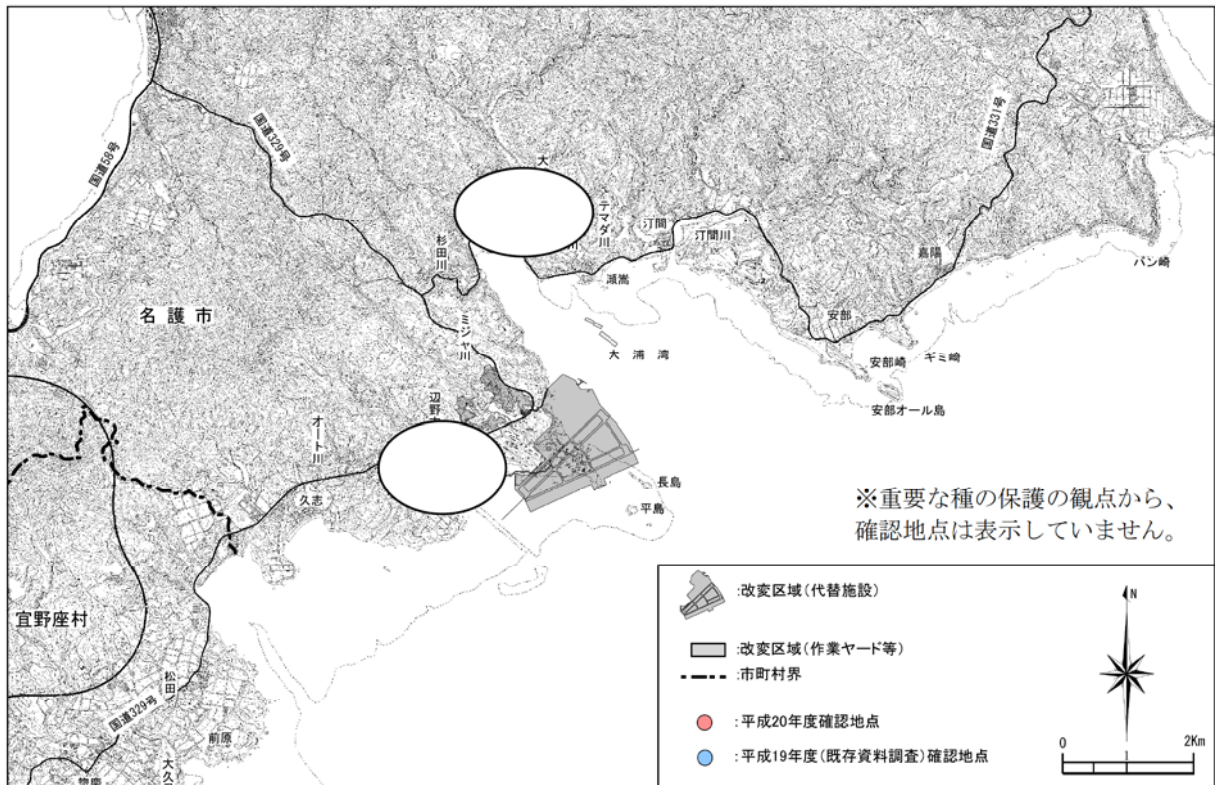 国道58号
国道329号
国道331号
大
テマダ川
汀間
汀間川
杉田川
瀬嵩
嘉陽
バン崎
名護市
ミジャ川
大浦湾
安部
安部崎
ギミ崎
安部オール島
辺野
オート川
久志
長島
平島
※重要な種の保護の観点から、
確認地点は表示していません。
宜野座村
松田
国道329号
前原
大久
惣慶
:改変区域(代替施設)
:改変区域(作業ヤード等)
:市町村界
:平成20年度確認地点
:平成19年度(既存資料調査)確認地点
N
0
2Km